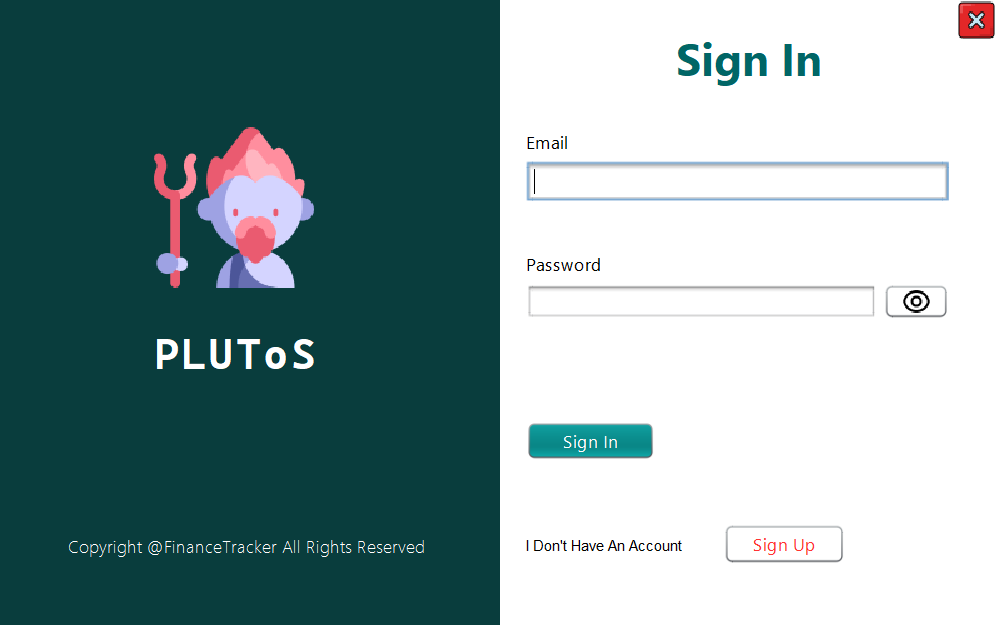 PLUToS
Copyright @FinanceTracker All Rights Reserved
Sign In
Email
Password
Sign In
I Don't Have An Account
Sign Up